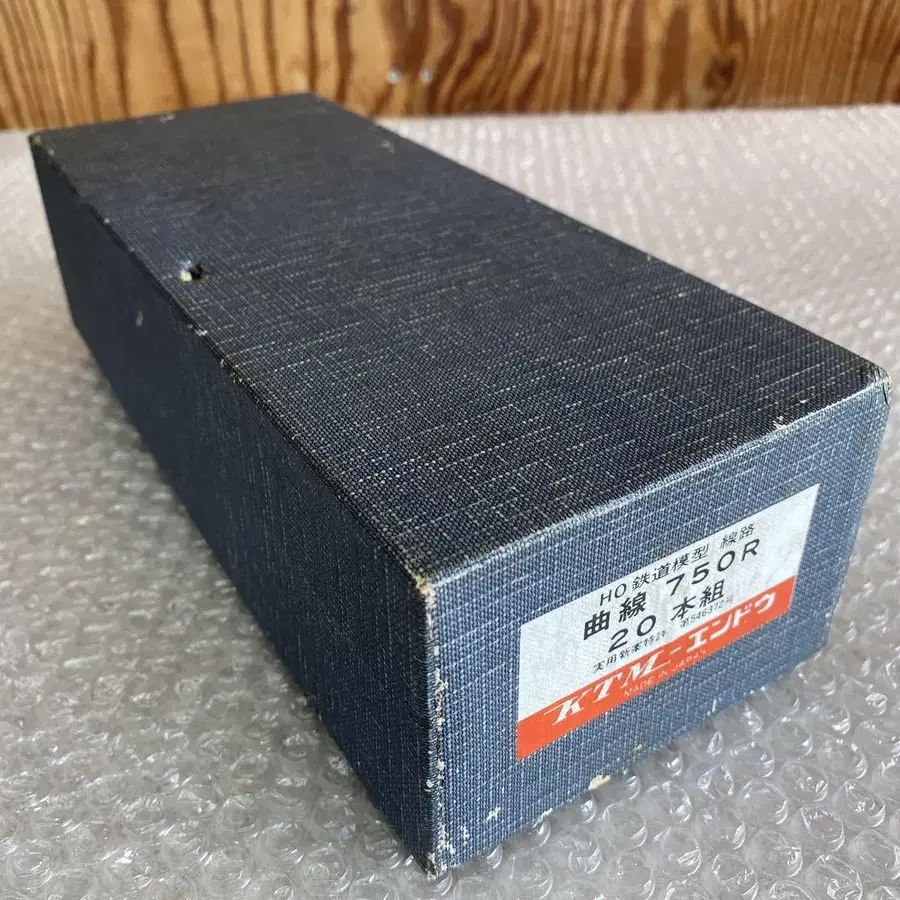 HO 鉄道模型 線路
曲線 750R
20本組
実用新案特許 第546372号
KTM-エンドウ
MADE IN JAPAN